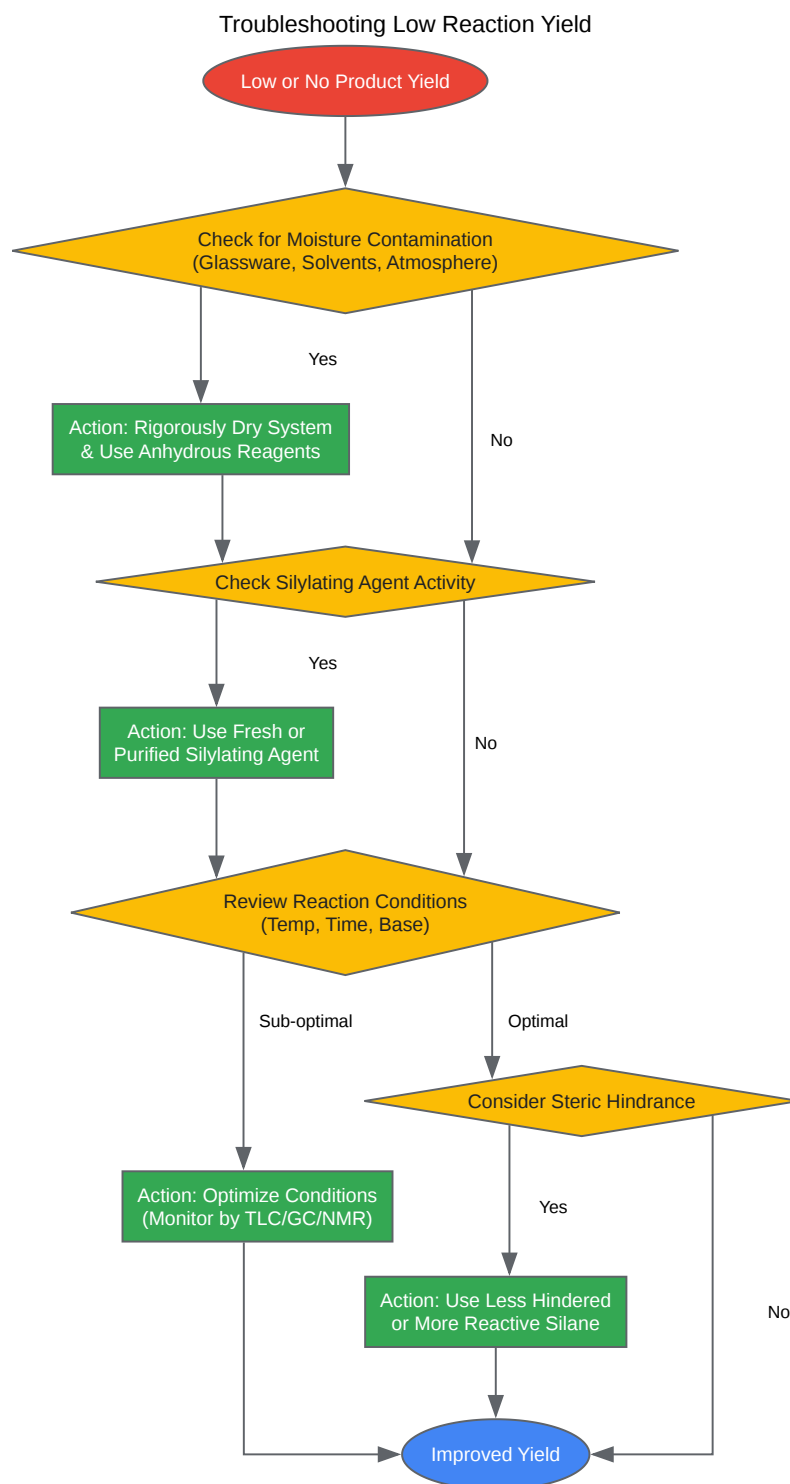 Troubleshooting Low Reaction Yield
Low or No Product Yield
Check for Moisture Contamination
(Glassware, Solvents, Atmosphere)
Yes
Action: Rigorously Dry System
& Use Anhydrous Reagents
No
Check Silylating Agent Activity
Yes
Action: Use Fresh or
Purified Silylating Agent
No
Review Reaction Conditions
(Temp, Time, Base)
Sub-optimal
Optimal
Consider Steric Hindrance
Action: Optimize Conditions
(Monitor by TLC/GC/NMR)
Yes
Action: Use Less Hindered
or More Reactive Silane
No
Improved Yield